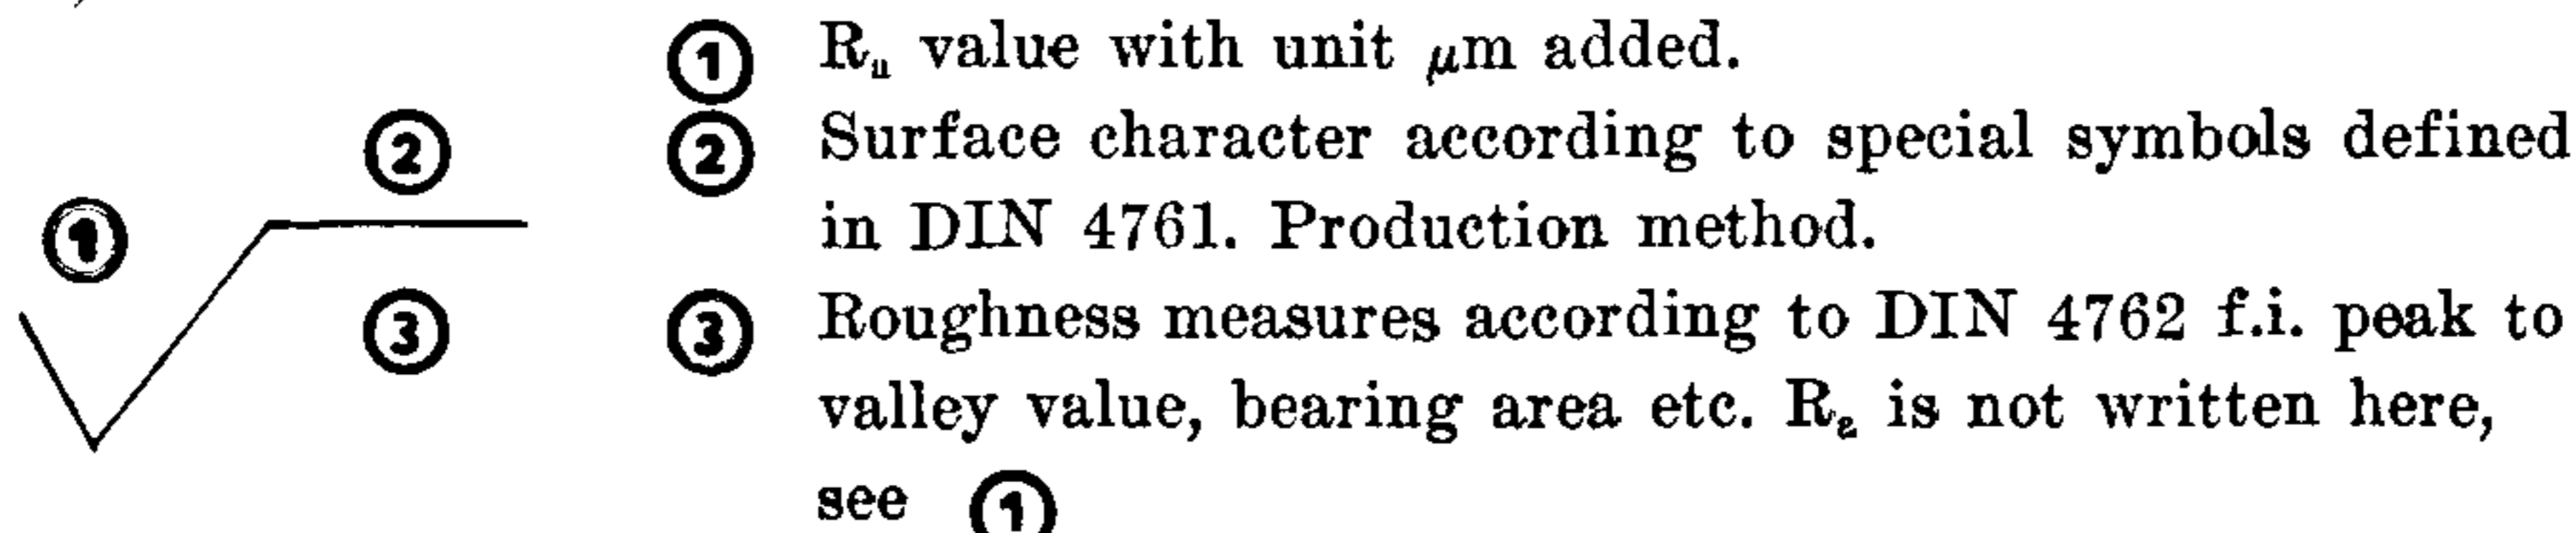 ① Rₐ value with unit μm added.
② ② Surface character according to special symbols defined
① in DIN 4761. Production method.
③ ③ Roughness measures according to DIN 4762 f.i. peak to
valley value, bearing area etc. Rₐ is not written here,
see ①